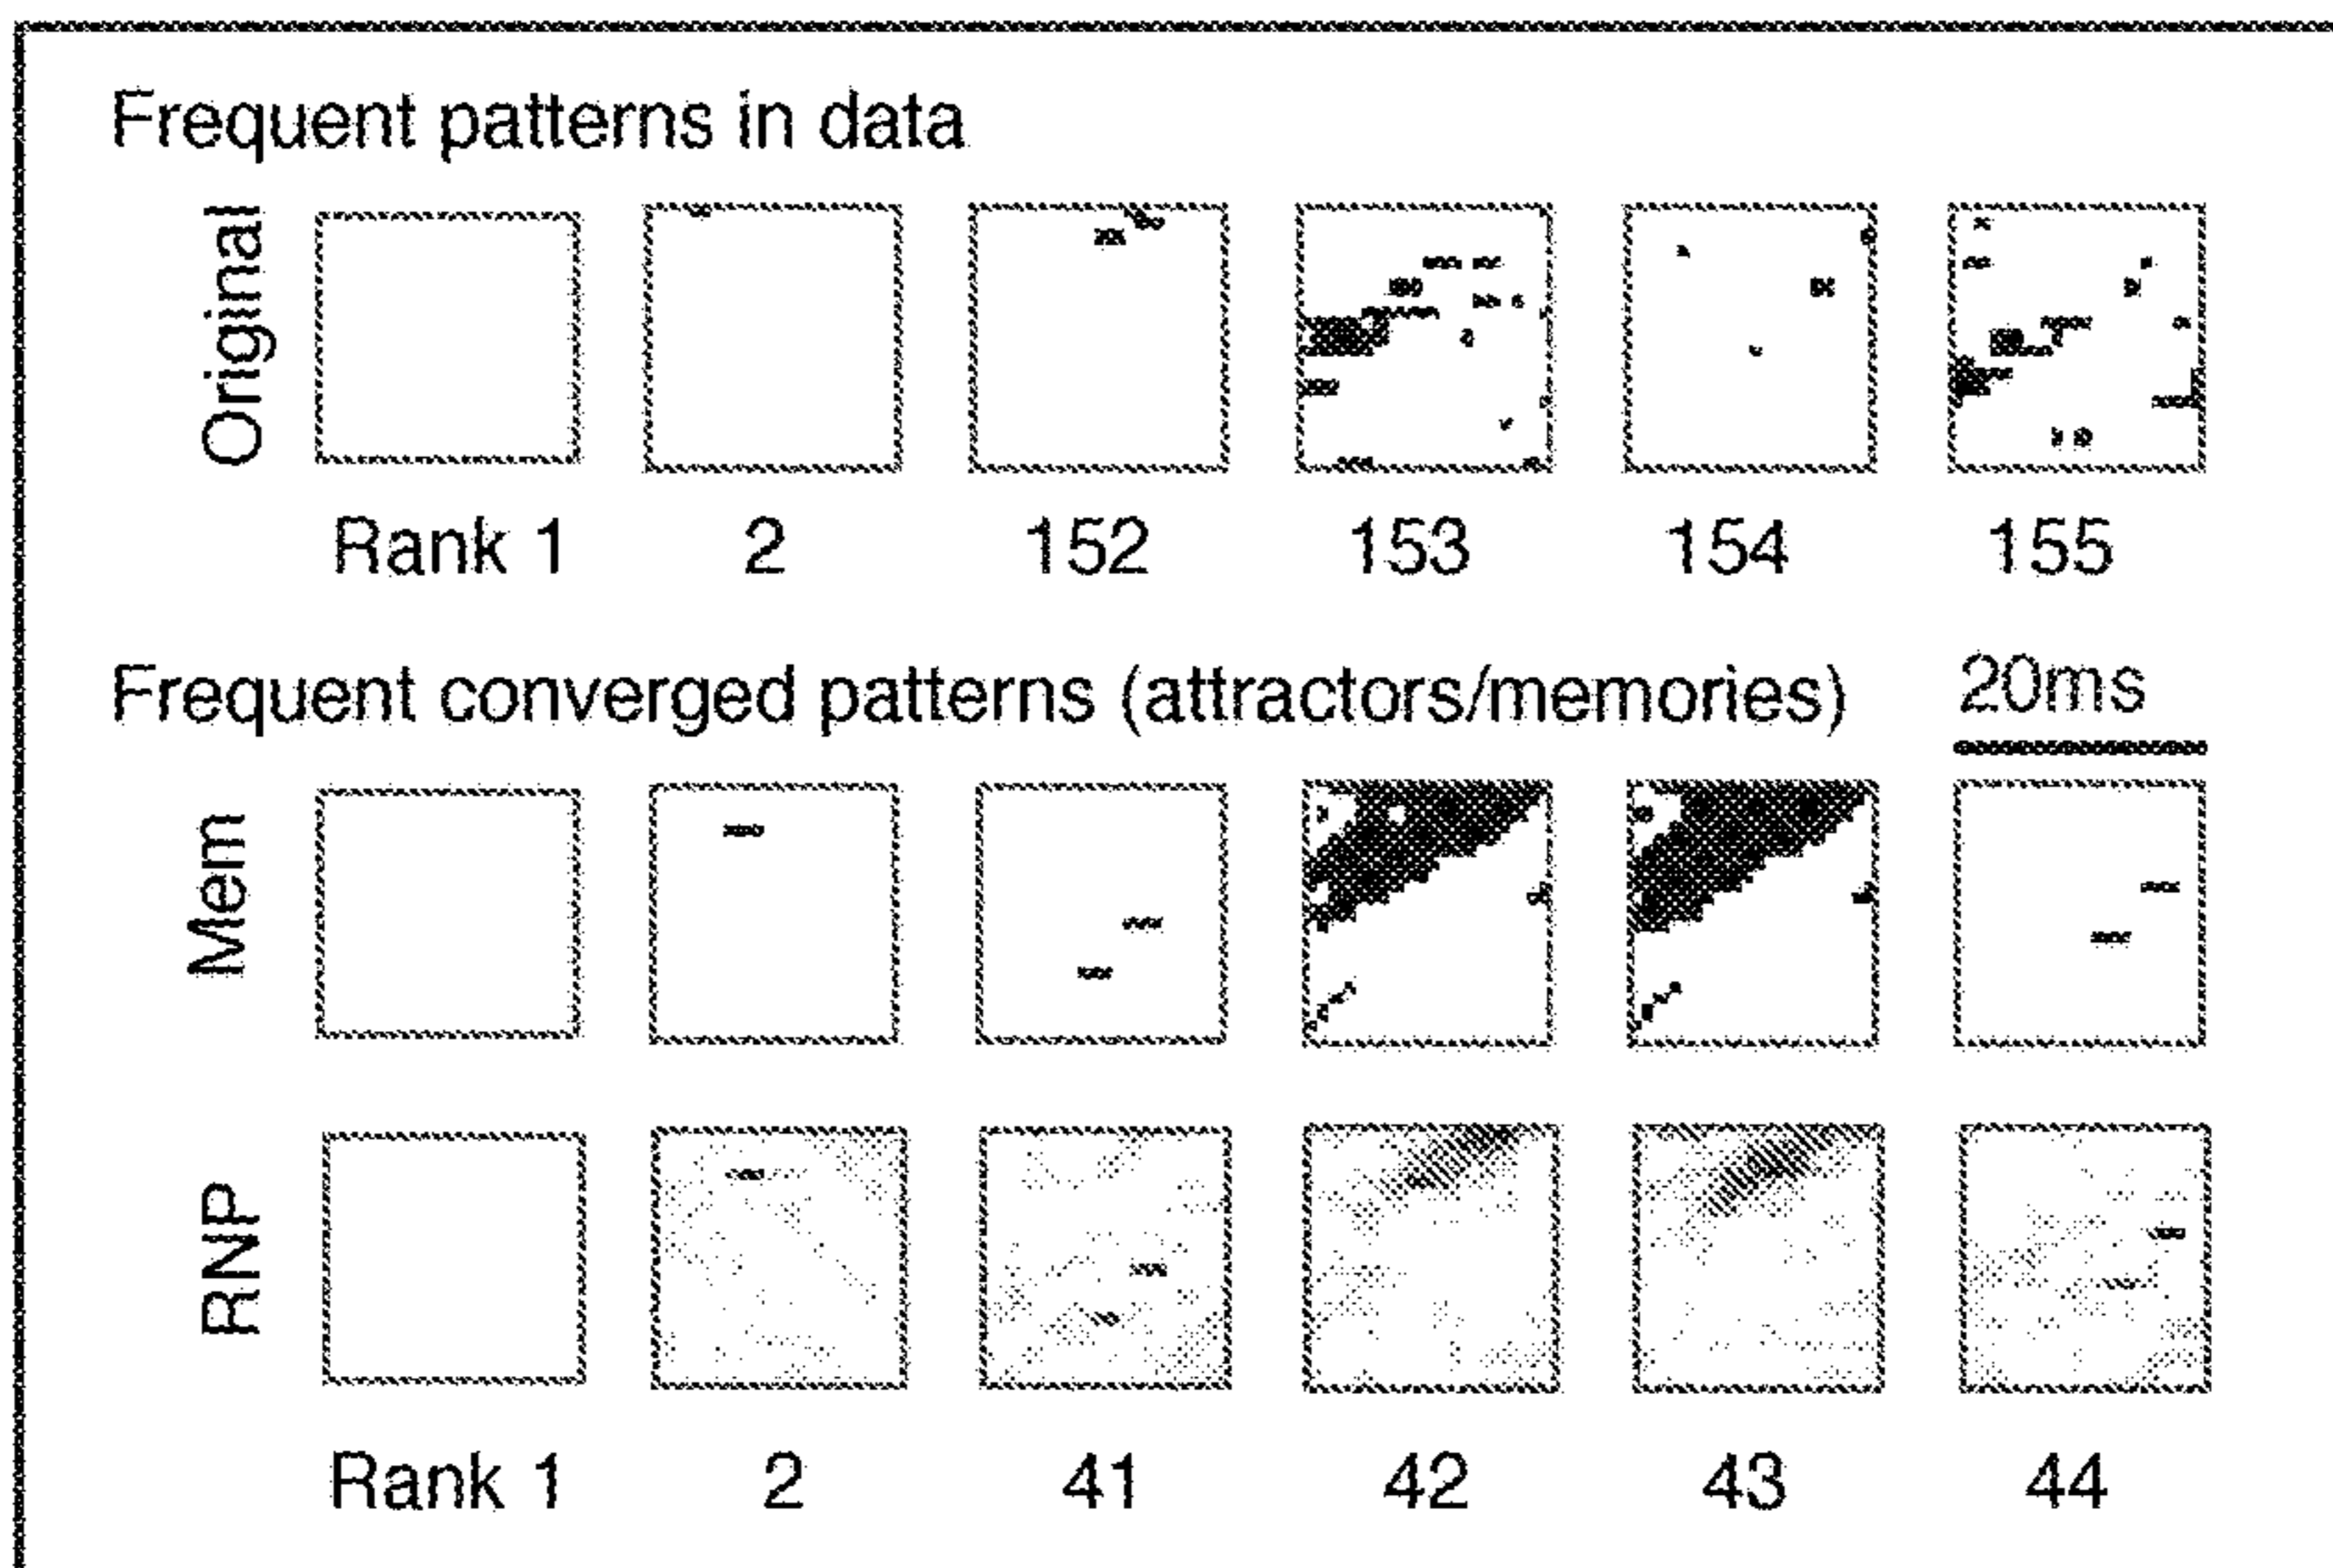 Frequent patterns in data
Original
Rank 1 2 152 153 154 155
Frequent converged patterns (attractors/memories) 20ms
Mem
RNP
Rank 1 2 41 42 43 44